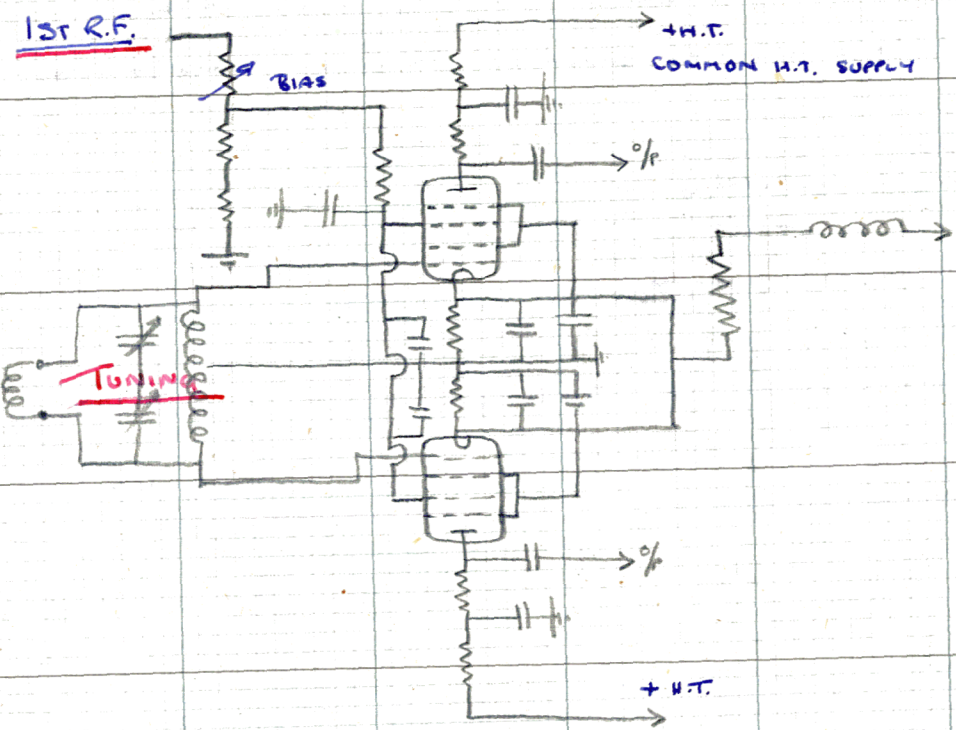 1ST R.F.
BIAS
+H.T.
COMMON H.T. SUPPLY
O/P
TUNING
O/P
+ H.T.